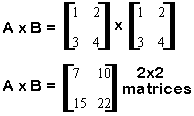 A x B = [1 2 x [1 2
3 4] 3 4]
A x B = [7 10 2x2
15 22] matrices